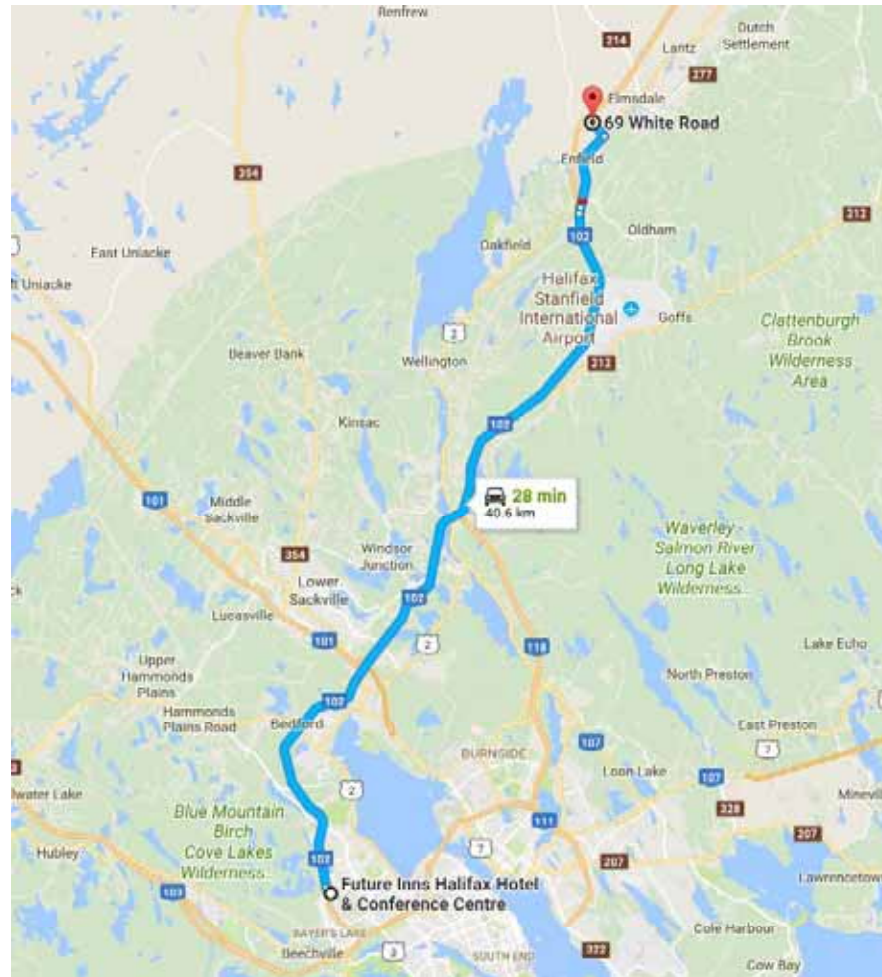 Renfrew
214
Lantz
Dutch
Settlement
277
Elmsdale
69 White Road
Enfield
354
212
Oldham
102
Oakfield
East Uniacke
Uniacke
Halifax
Stanfield
International
Airport
Goffs
2
Clattenburgh
Brook
Wilderness
Area
Beaver Bank
Wellington
212
Kinsac
102
28 min
40.6 km
101
Middle
Sackville
Waverley -
Salmon River
Long Lake
Wilderness...
354
Windsor
Junction
Lower
Sackville
102
Lucasville
101
2
118
Lake Echo
Upper
Hammonds
Plains
North Preston
102
Hammonds
Plains Road
Bedford
East Preston
7
107
BURNSIDE
Loon Lake
107
2
Blue Mountain
Birch
Cove Lakes
Wilderness...
111
328
207
7
Hubley
102
207
Future Inns Halifax Hotel
& Conference Centre
103
BAYER'S LAKE
Beechville
3
SOUTH END
322
Cole Harbour
Cow Bay